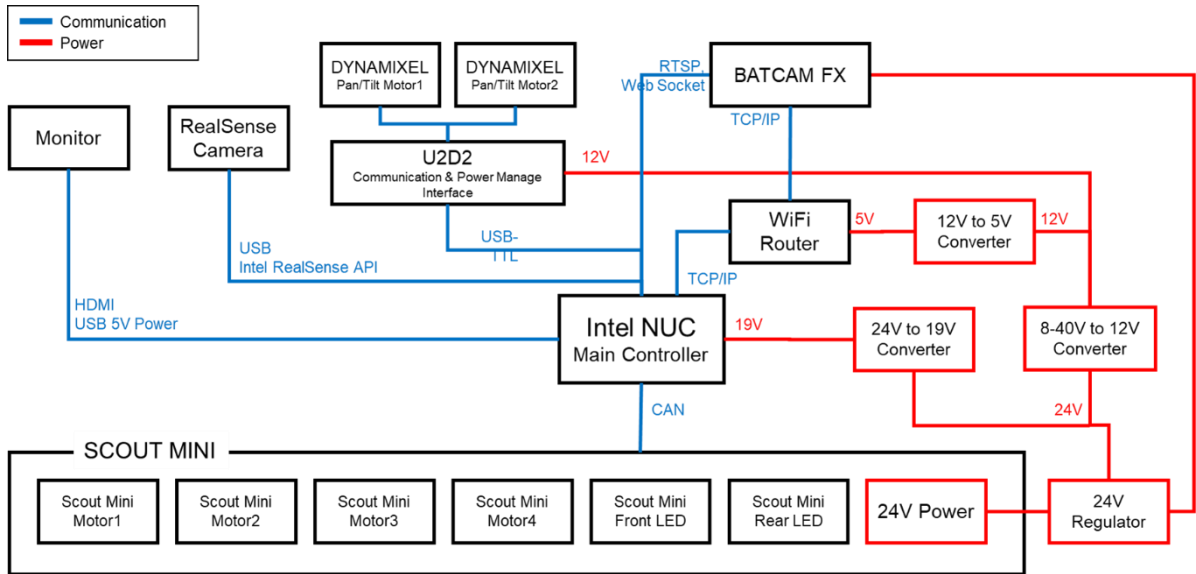 Communication
Power
DYNAMIXEL
Pan/Tilt Motor1
DYNAMIXEL
Pan/Tilt Motor2
RTSP,
Web Socket
BATCAM FX
Monitor
RealSense
Camera
U2D2
Communication & Power Manage
Interface
12V
TCP/IP
WiFi
Router
5V
12V to 5V
Converter
12V
USB-
TTL
USB
Intel RealSense API
TCP/IP
HDMI
USB 5V Power
Intel NUC
Main Controller
19V
24V to 19V
Converter
8-40V to 12V
Converter
CAN
24V
SCOUT MINI
Scout Mini
Motor1
Scout Mini
Motor2
Scout Mini
Motor3
Scout Mini
Motor4
Scout Mini
Front LED
Scout Mini
Rear LED
24V Power
24V
Regulator